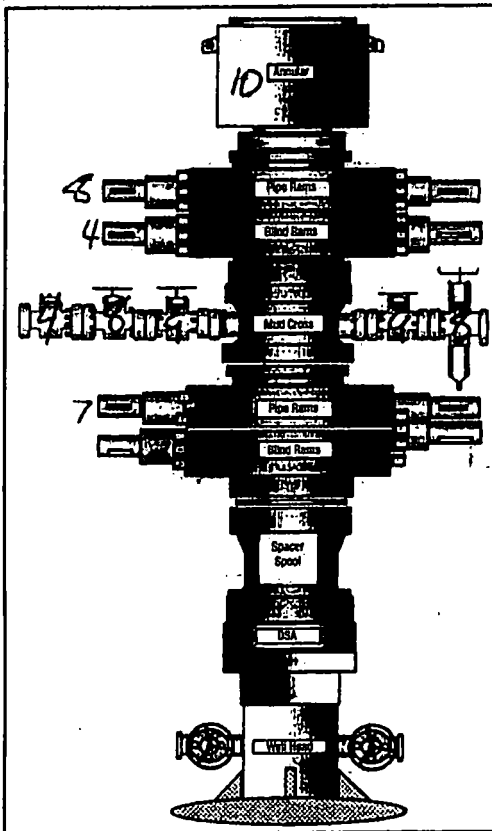 10 Annular
Pipe Rams
4 Blind Rams
Mud Cross
7 Pipe Rams
Blind Rams
Spacer
Spool
DSA
Well Head